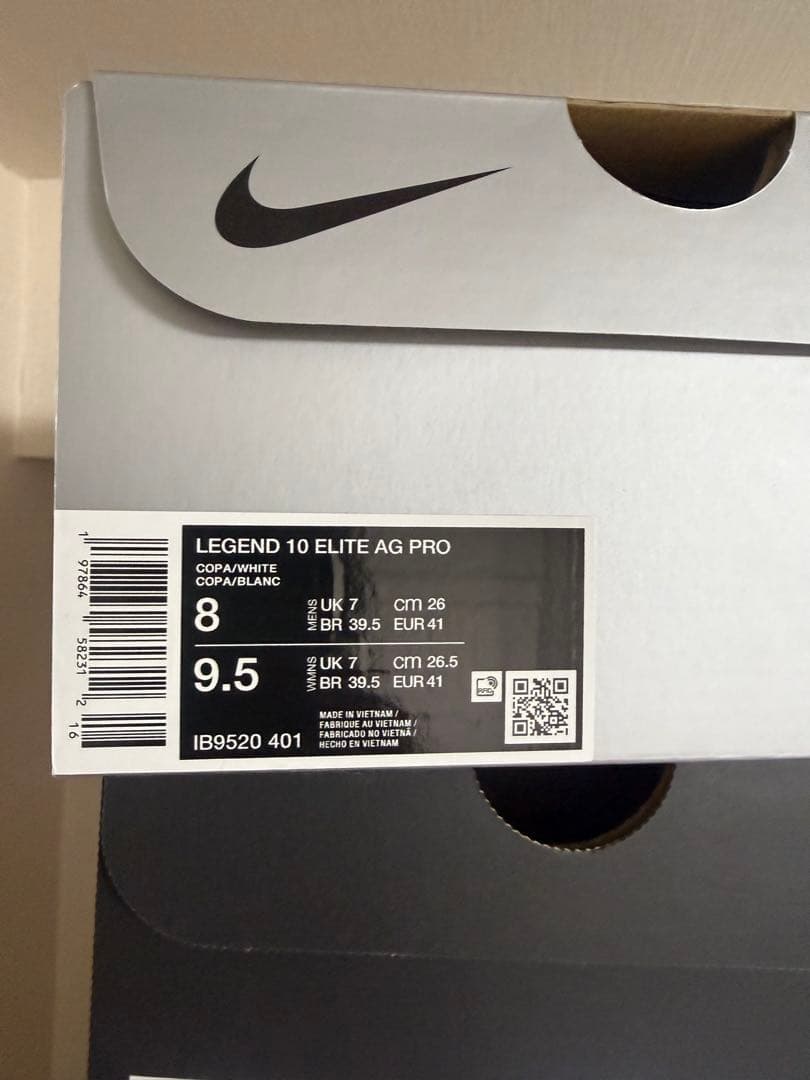 LEGEND 10 ELITE AG PRO
COPA/WHITE
COPA/BLANC
8
MENS
UK 7 cm 26
BR 39.5 EUR 41
9.5
WMNS
UK 7 cm 26.5
BR 39.5 EUR 41
IB9520 401
MADE IN VIETNAM /
FABRIQUE AU VIETNAM /
FABRICADO NO VIETNÃ /
HECHO EN VIETNAM
1 97864 58231 2 16